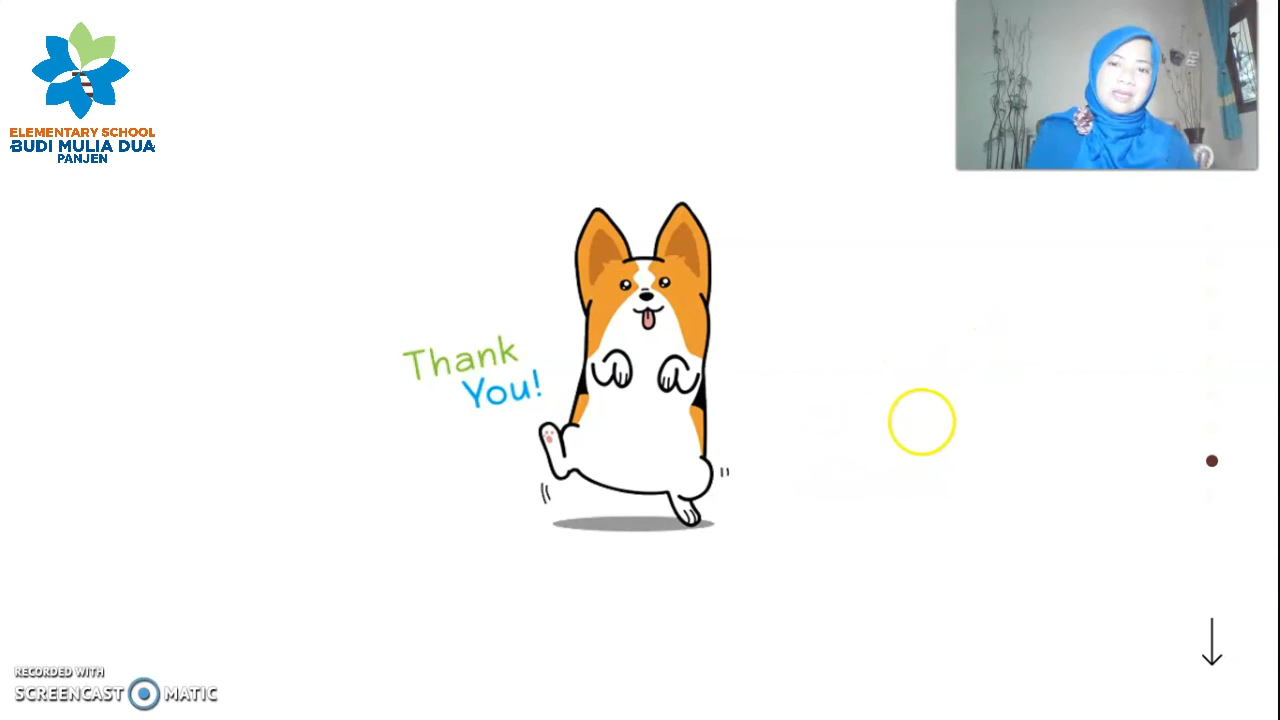 ELEMENTARY SCHOOL
BUDI MULIA DUA
PANJEN
Thank
You!
RECORDED WITH
SCREENCAST MATIC